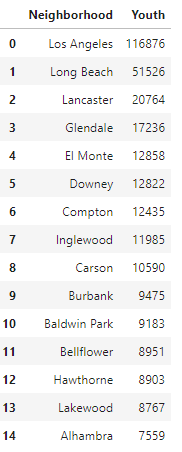 Neighborhood Youth
0 Los Angeles 116876
1 Long Beach 51526
2 Lancaster 20764
3 Glendale 17236
4 El Monte 12858
5 Downey 12822
6 Compton 12435
7 Inglewood 11985
8 Carson 10590
9 Burbank 9475
10 Baldwin Park 9183
11 Bellflower 8951
12 Hawthorne 8903
13 Lakewood 8767
14 Alhambra 7559